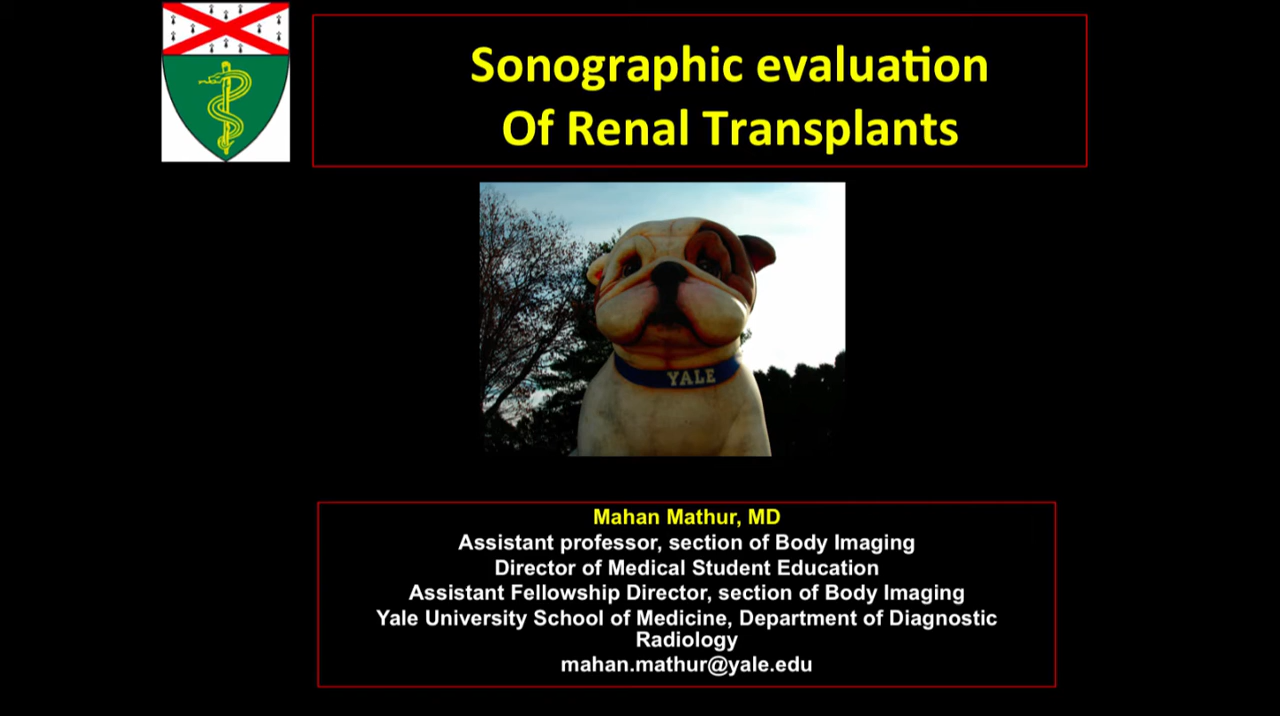 Sonographic evaluation
Of Renal Transplants
YALE
Mahan Mathur, MD
Assistant professor, section of Body Imaging
Director of Medical Student Education
Assistant Fellowship Director, section of Body Imaging
Yale University School of Medicine, Department of Diagnostic
Radiology
mahan.mathur@yale.edu